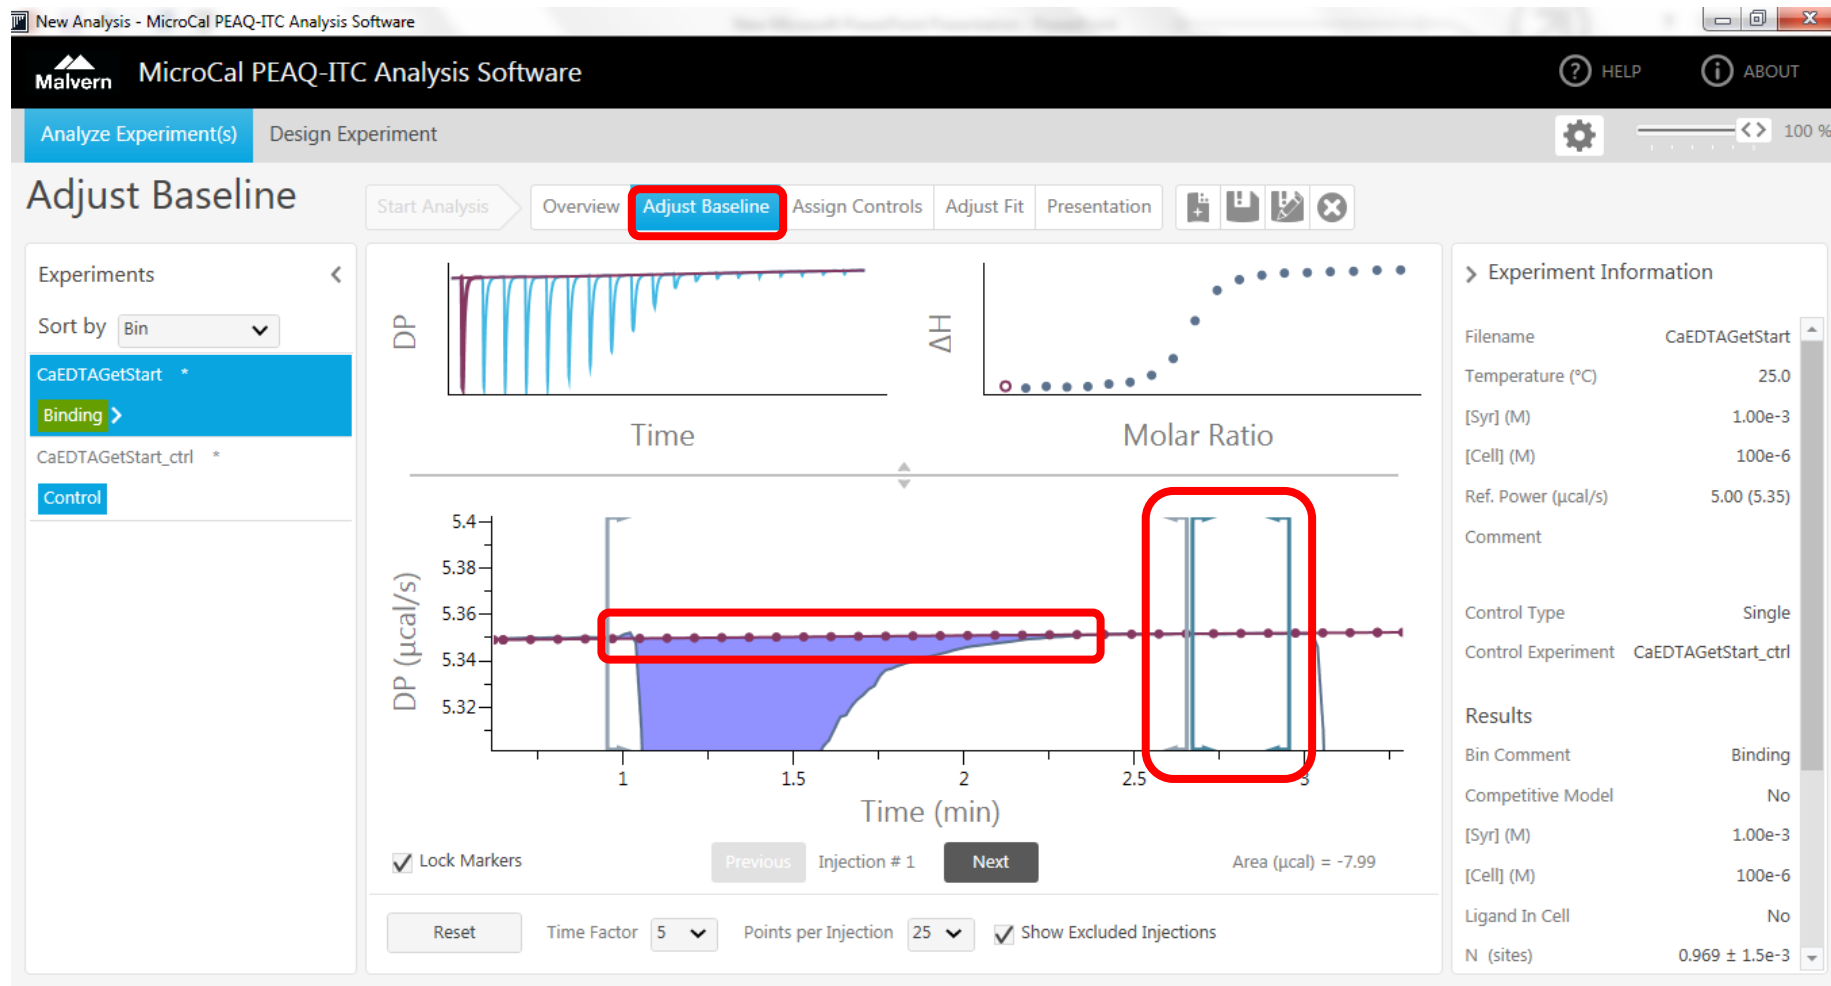 New Analysis - MicroCal PEAQ-ITC Analysis Software
Malvern MicroCal PEAQ-ITC Analysis Software
? HELP
i ABOUT
Analyze Experiment(s) Design Experiment
100 %
Adjust Baseline
Start Analysis Overview Adjust Baseline Assign Controls Adjust Fit Presentation
Experiments
Sort by Bin
CaEDTAGetStart *
Binding
CaEDTAGetStart_ctrl *
Control
DP
Time
ΔH
Molar Ratio
DP (µcal/s)
5.4
5.38
5.36
5.34
5.32
1 1.5 2 2.5 3
Time (min)
Lock Markers Previous Injection # 1 Next Area (µcal) = -7.99
Reset Time Factor 5 Points per Injection 25 Show Excluded Injections
Experiment Information
Filename CaEDTAGetStart
Temperature (°C) 25.0
[Syr] (M) 1.00e-3
[Cell] (M) 100e-6
Ref. Power (µcal/s) 5.00 (5.35)
Comment
Control Type Single
Control Experiment CaEDTAGetStart_ctrl
Results
Bin Comment Binding
Competitive Model No
[Syr] (M) 1.00e-3
[Cell] (M) 100e-6
Ligand In Cell No
N (sites) 0.969 ± 1.5e-3